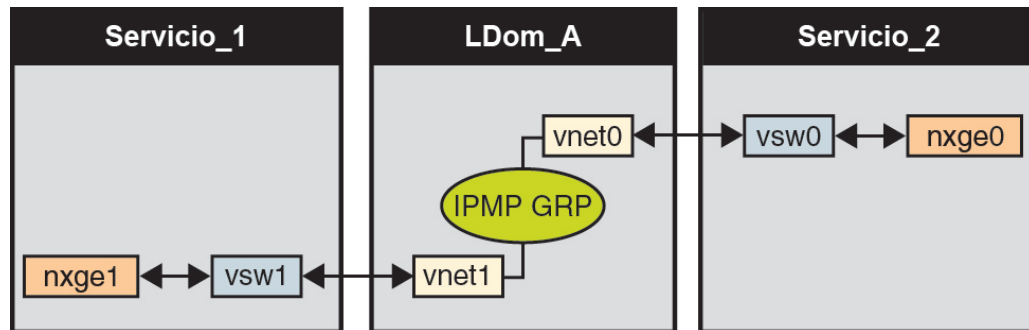 Servicio_1
LDom_A
Servicio_2
vnet0
vsw0
nxge0
IPMP GRP
nxge1
vsw1
vnet1